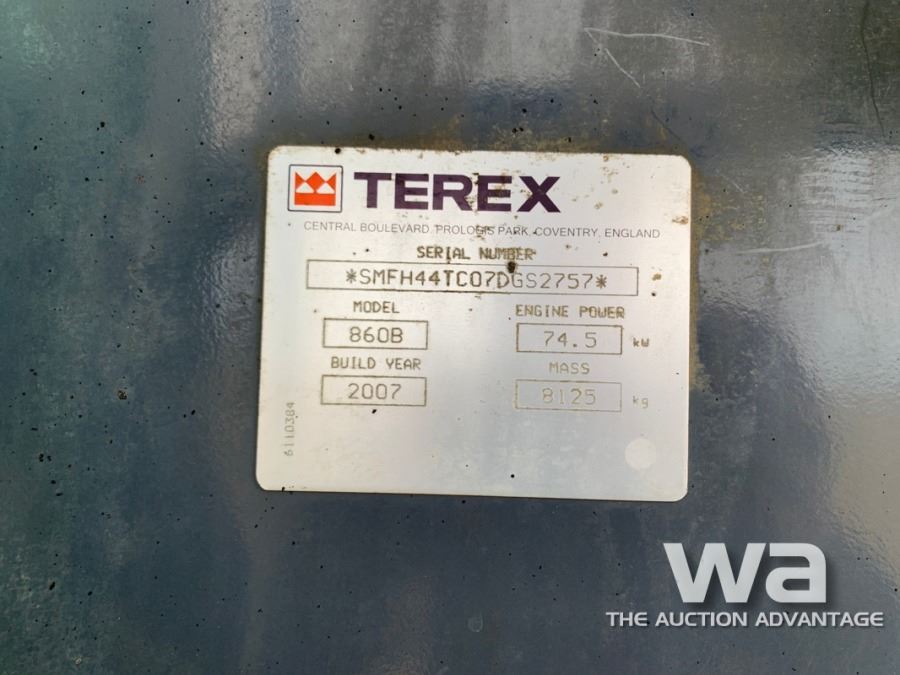 TEREX
CENTRAL BOULEVARD, PROLOGIS PARK, COVENTRY, ENGLAND
SERIAL NUMBER
*SMFH44TC07DGS2757*
MODEL
860B
ENGINE POWER
74.5 kW
BUILD YEAR
2007
MASS
8125 kg
6110384
wa
THE AUCTION ADVANTAGE